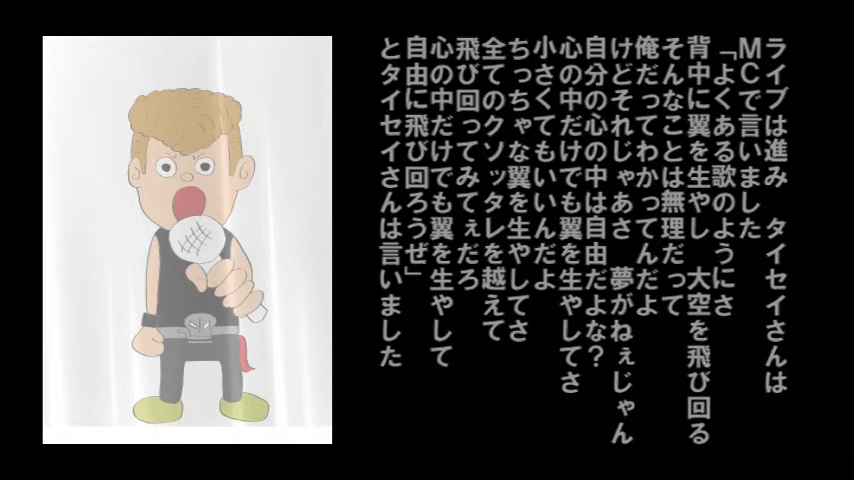 ライブは進み　タイセイさんは
MCで言いました
「よくある歌のようにさ
背中に翼を生やし　大空を飛び回る
そんなことは無理だって
俺だってわかってんだよ
けどそれじゃあさ　夢がねぇじゃん
自分の心の中は自由だよな？
心の中だけでも翼を生やしてさ
小さくてもいいんだよ
ちっちゃな翼を生やしてさ
全てのクソッタレを越えて
飛び回ってみてぇだろ
心の中だけでも翼を生やして
自由に飛び回ろうぜ」
とタイセイさんは言いました